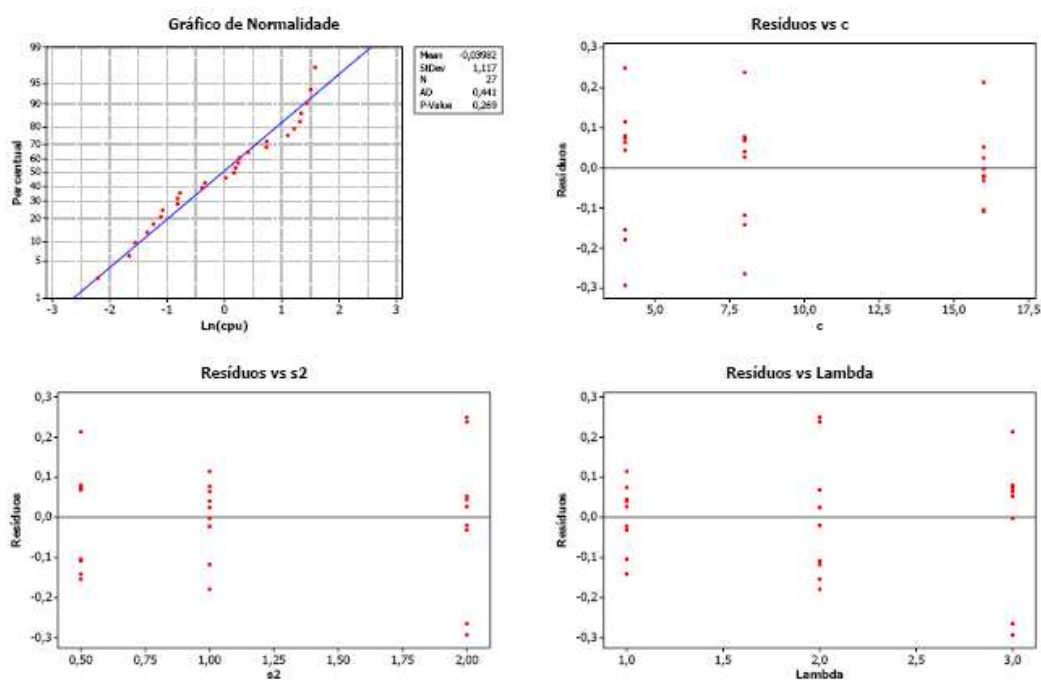 Gráfico de Normalidade
Mean -0,03982
StDev 1,117
N 27
AD 0,441
P-Value 0,269
Percentual
99
95
90
80
70
60
50
40
30
20
10
5
1
-3 -2 -1 0 1 2 3
Ln(cpu)
Resíduos vs c
Resíduos
0,3
0,2
0,1
0,0
-0,1
-0,2
-0,3
5,0 7,5 10,0 12,5 15,0 17,5
c
Resíduos vs s2
Resíduos
0,3
0,2
0,1
0,0
-0,1
-0,2
-0,3
0,50 0,75 1,00 1,25 1,50 1,75 2,00
s2
Resíduos vs Lambda
Resíduos
0,3
0,2
0,1
0,0
-0,1
-0,2
-0,3
1,0 1,5 2,0 2,5 3,0
Lambda